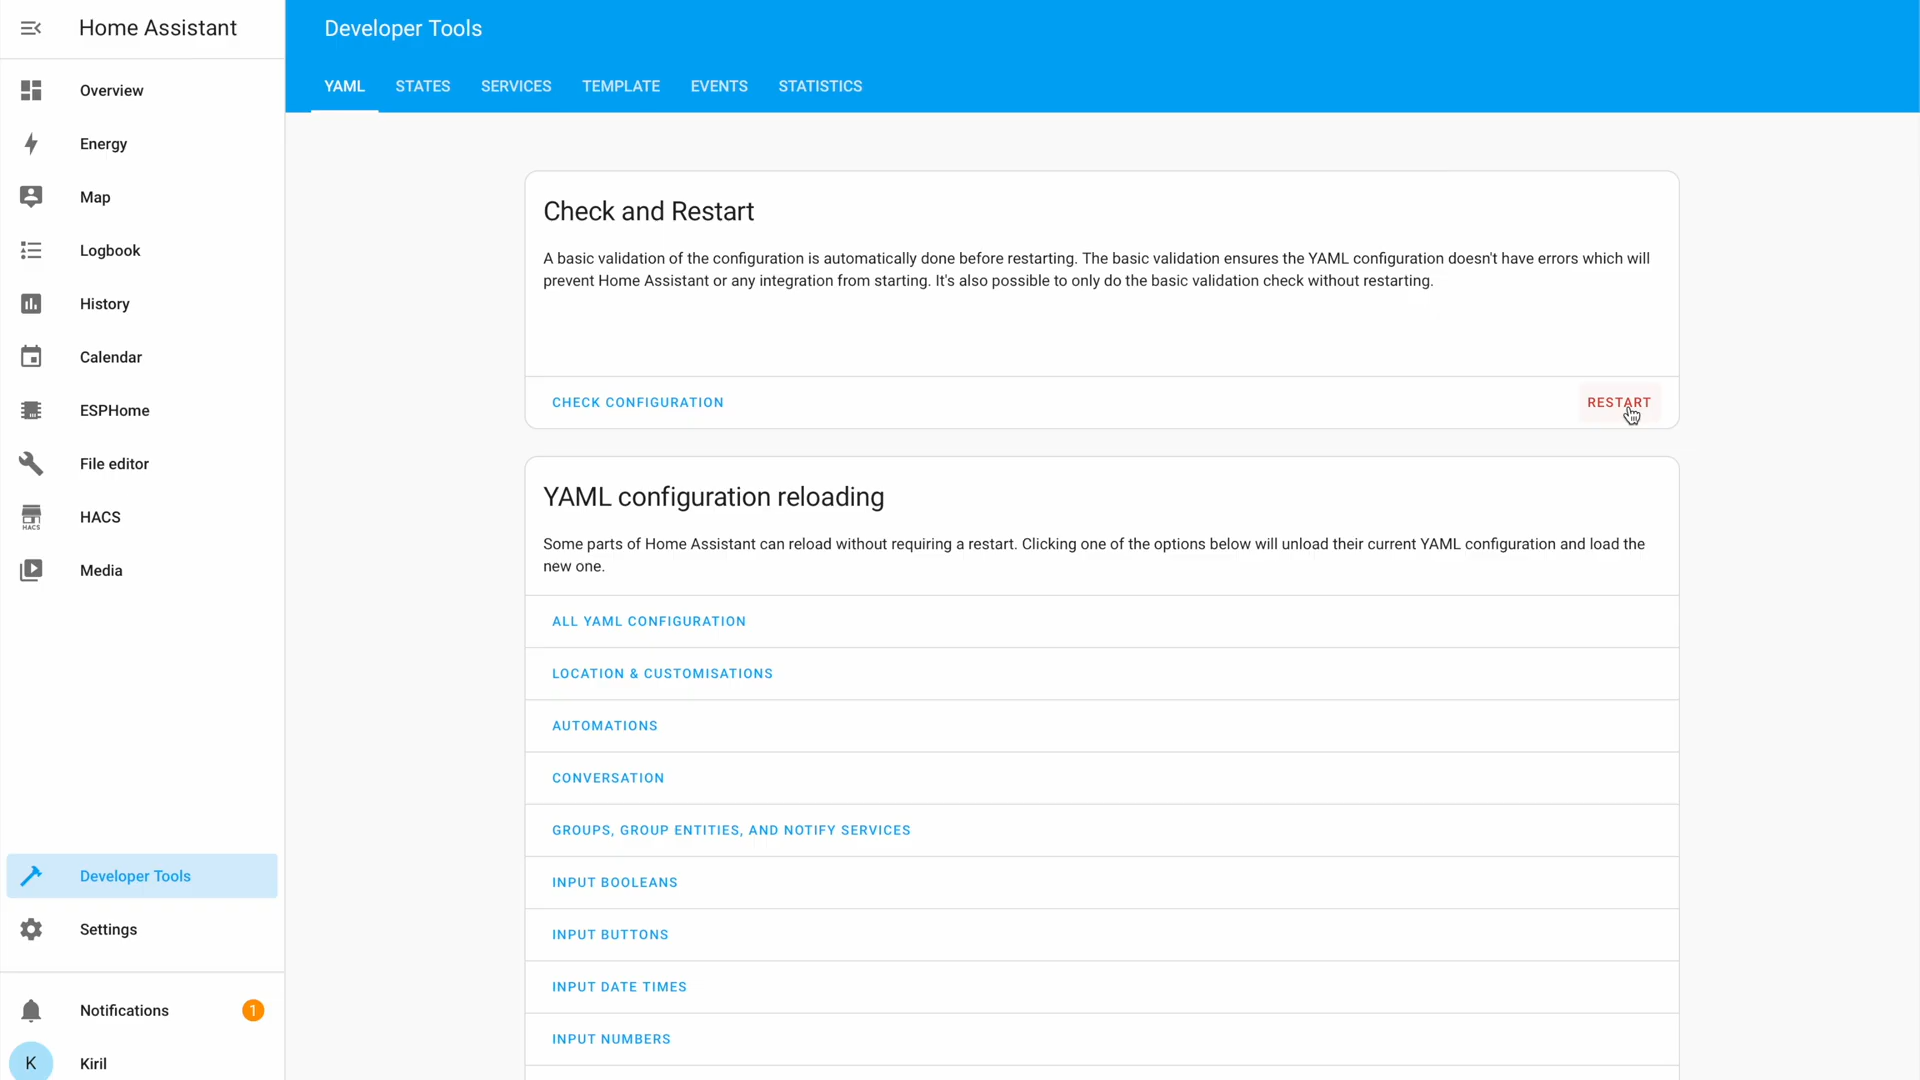 Home Assistant
Developer Tools
YAML STATES SERVICES TEMPLATE EVENTS STATISTICS
Overview
Energy
Map
Logbook
History
Calendar
ESPHome
File editor
HACS
HACS
Media
Developer Tools
Settings
Notifications 1
K Kiril
Check and Restart
A basic validation of the configuration is automatically done before restarting. The basic validation ensures the YAML configuration doesn't have errors which will
prevent Home Assistant or any integration from starting. It's also possible to only do the basic validation check without restarting.
CHECK CONFIGURATION RESTART
YAML configuration reloading
Some parts of Home Assistant can reload without requiring a restart. Clicking one of the options below will unload their current YAML configuration and load the
new one.
ALL YAML CONFIGURATION
LOCATION & CUSTOMISATIONS
AUTOMATIONS
CONVERSATION
GROUPS, GROUP ENTITIES, AND NOTIFY SERVICES
INPUT BOOLEANS
INPUT BUTTONS
INPUT DATE TIMES
INPUT NUMBERS